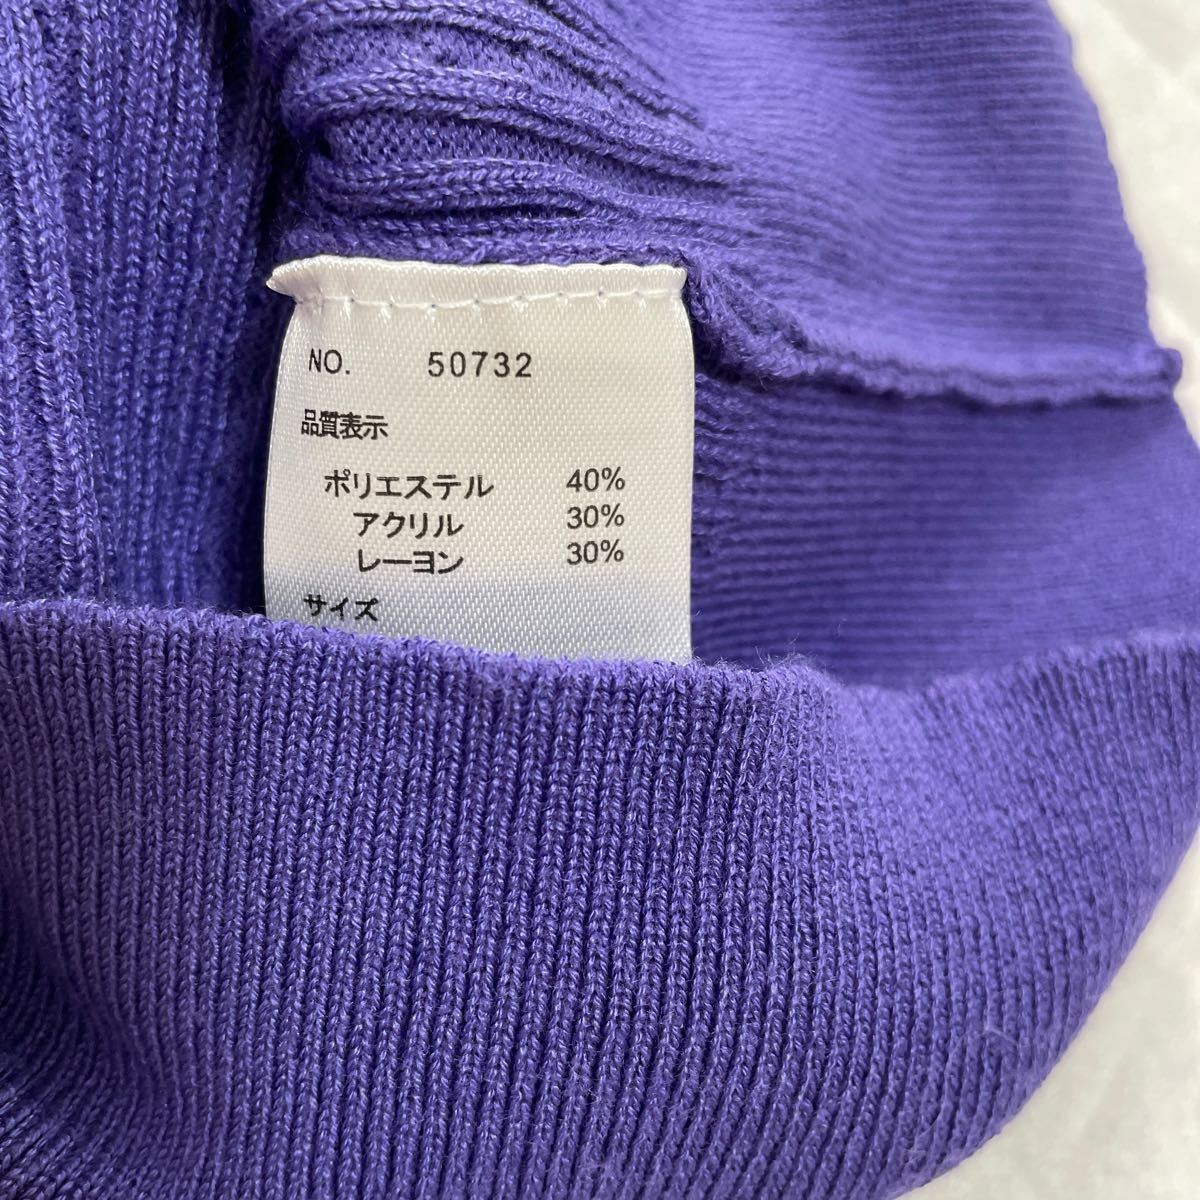 NO. 50732
品質表示
ポリエステル 40%
アクリル 30%
レーヨン 30%
サイズ